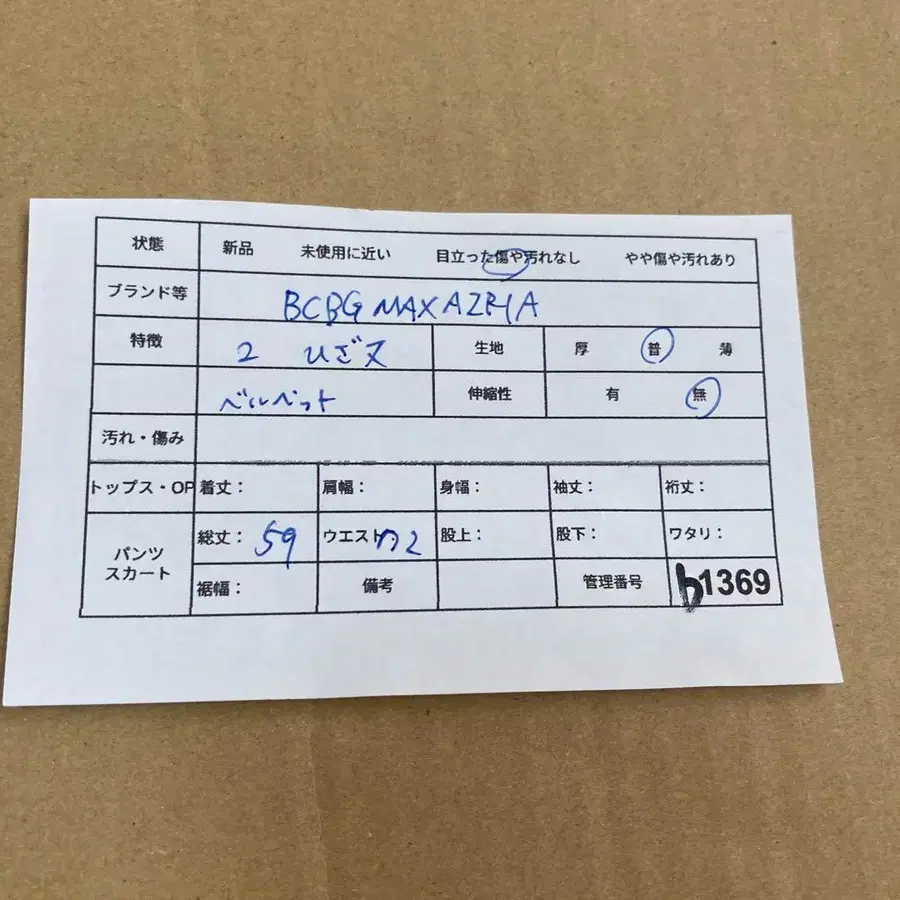 状態 新品 未使用に近い 目立った傷や汚れなし やや傷や汚れあり
ブランド等 BCBG MAX AZRIA
特徴 2 ひざ丈 生地 厚 普 薄
ベルベット 伸縮性 有 無
汚れ・傷み
トップス・OP 着丈： 肩幅： 身幅： 袖丈： 裄丈：
パンツ
スカート
総丈：59 ウエスト 72 股上： 股下： ワタリ：
裾幅： 備考 管理番号 b1369